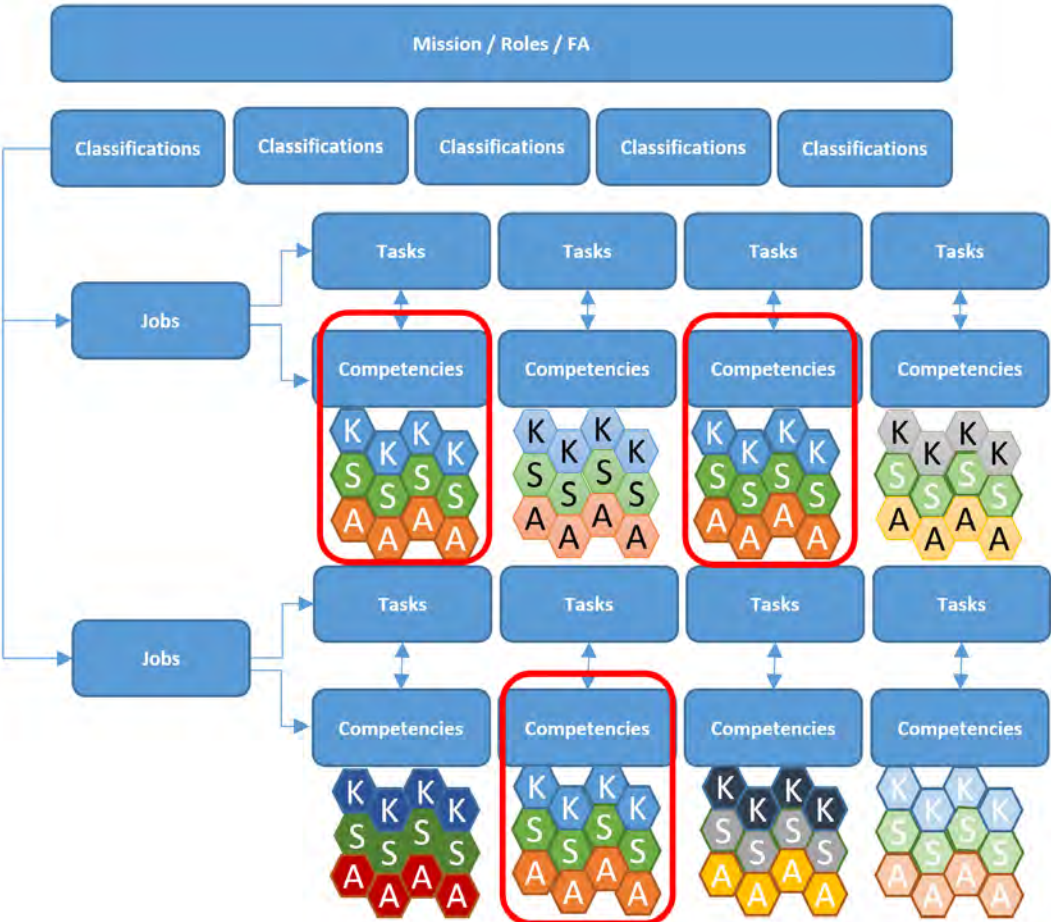 Mission / Roles / FA
Classifications Classifications Classifications Classifications Classifications
Tasks Tasks Tasks Tasks
Jobs
Competencies Competencies Competencies Competencies
K K K K K K K K K K K K K K K K
S S S S S S S S S S S S S S S S
A A A A A A A A A A A A A A A A
Tasks Tasks Tasks Tasks
Jobs
Competencies Competencies Competencies Competencies
K K K K K K K K K K K K K K K K
S S S S S S S S S S S S S S S S
A A A A A A A A A A A A A A A A